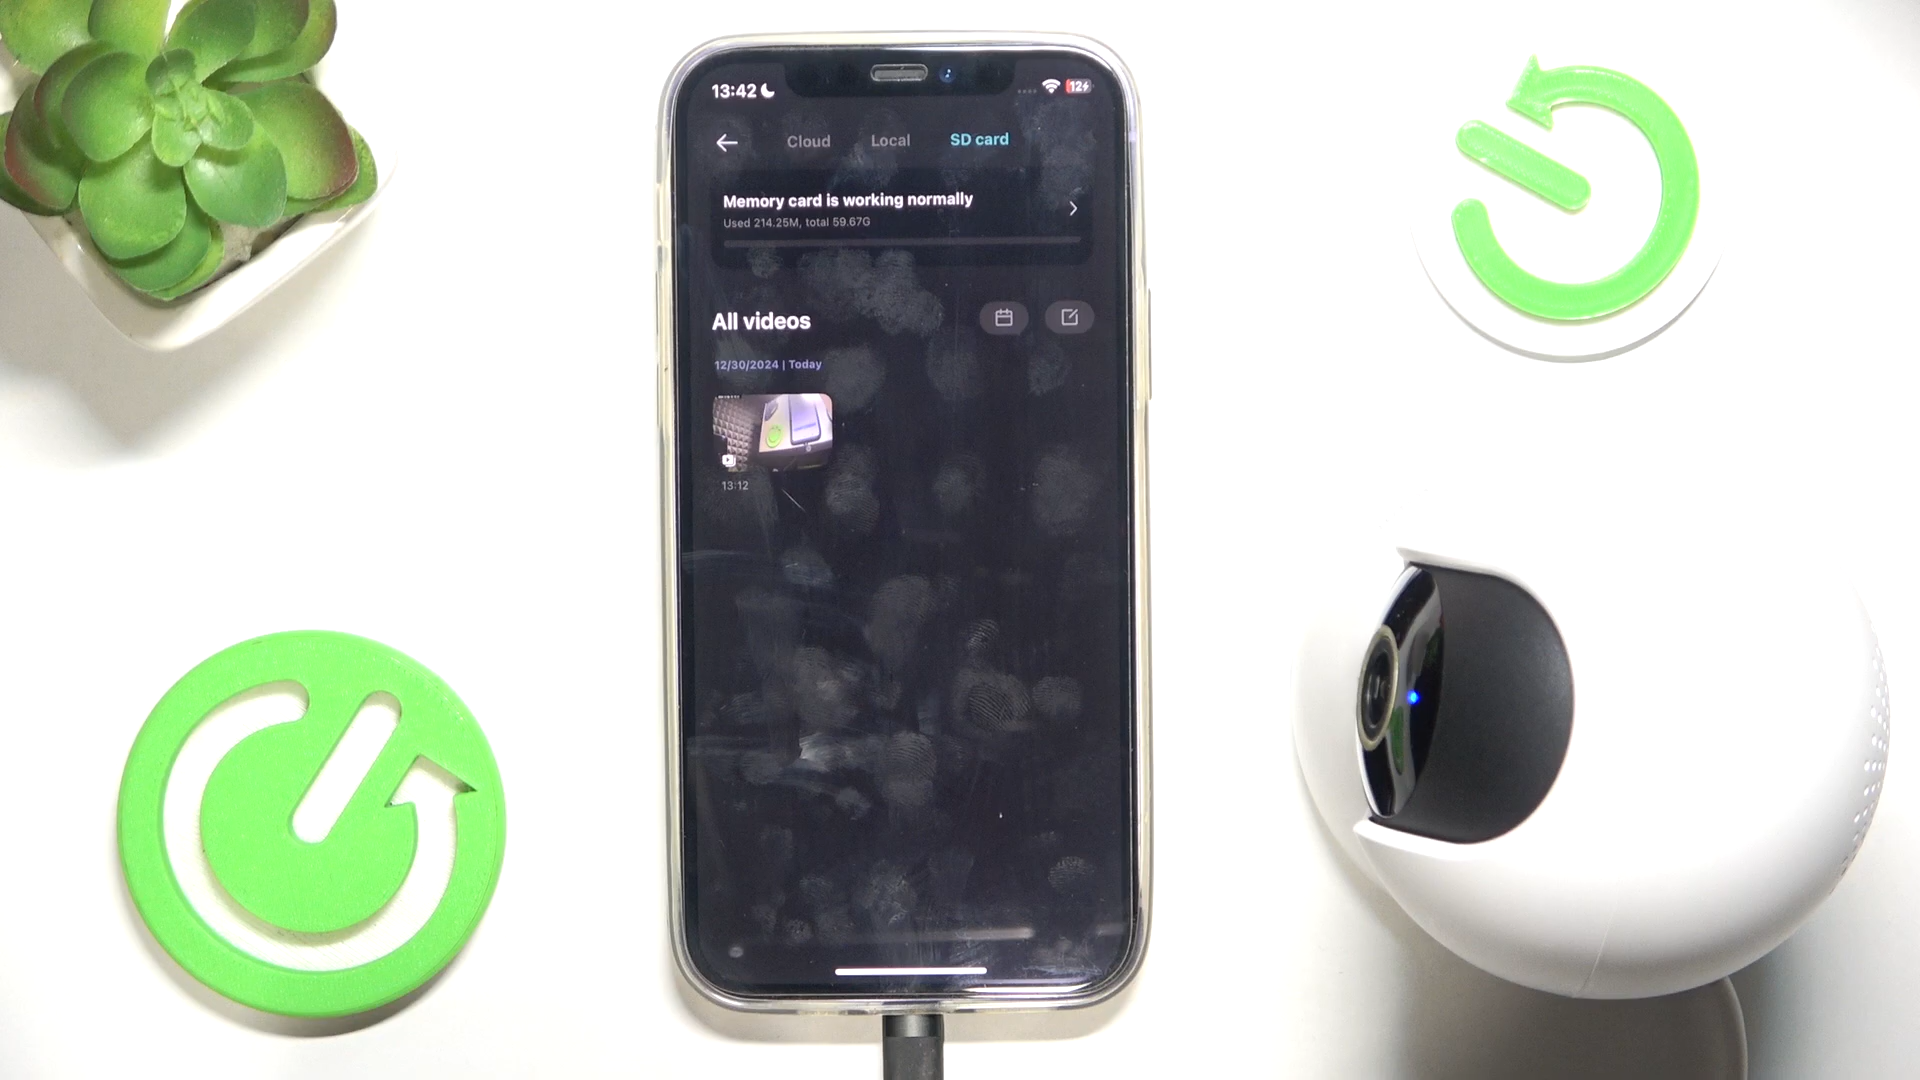 13:42
12
Cloud Local SD card
Memory card is working normally
Used 214.25M, total 59.67G
All videos
12/30/2024 | Today
13:12